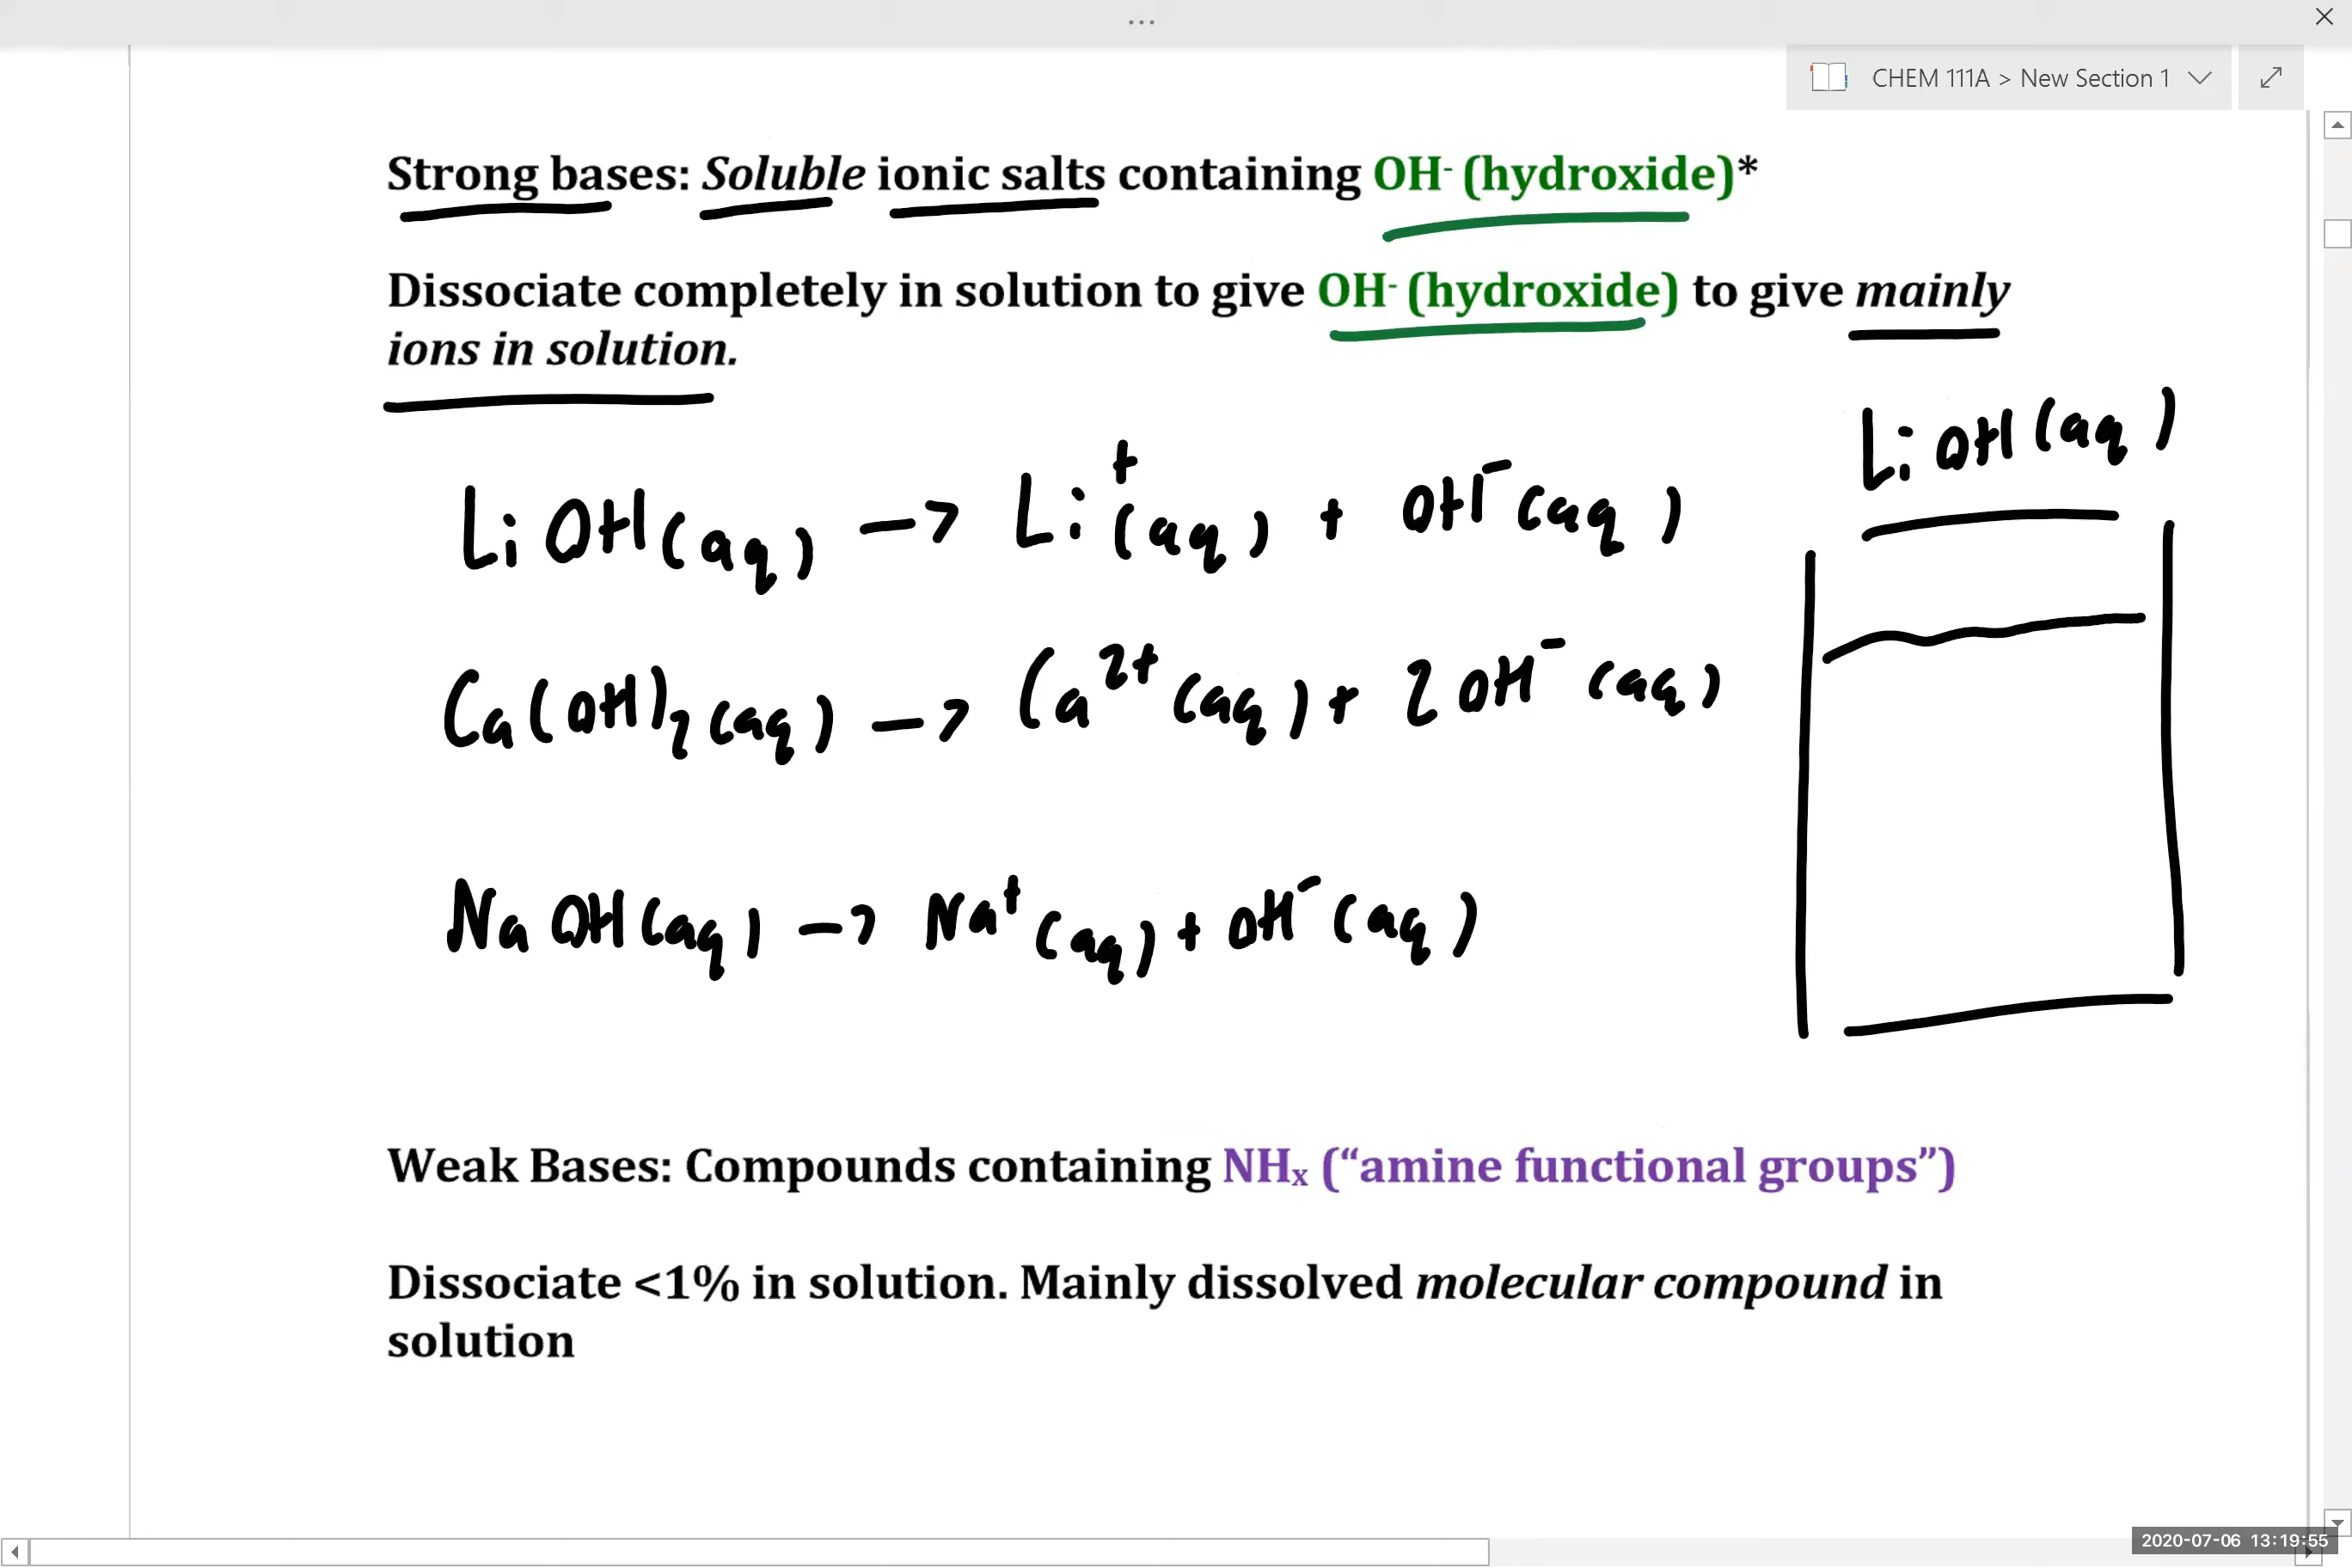 ...
CHEM 111A > New Section 1
Strong bases: Soluble ionic salts containing OH⁻ (hydroxide)*
Dissociate completely in solution to give OH⁻ (hydroxide) to give mainly
ions in solution.
LiOH(aq)
LiOH(aq) -> Li⁺(aq) + OH⁻(aq)
Ca(OH)₂(aq) -> Ca²⁺(aq) + 2OH⁻(aq)
NaOH(aq) -> Na⁺(aq) + OH⁻(aq)
Weak Bases: Compounds containing NHₓ (“amine functional groups”)
Dissociate <1% in solution. Mainly dissolved molecular compound in
solution
2020-07-06 13:19:55